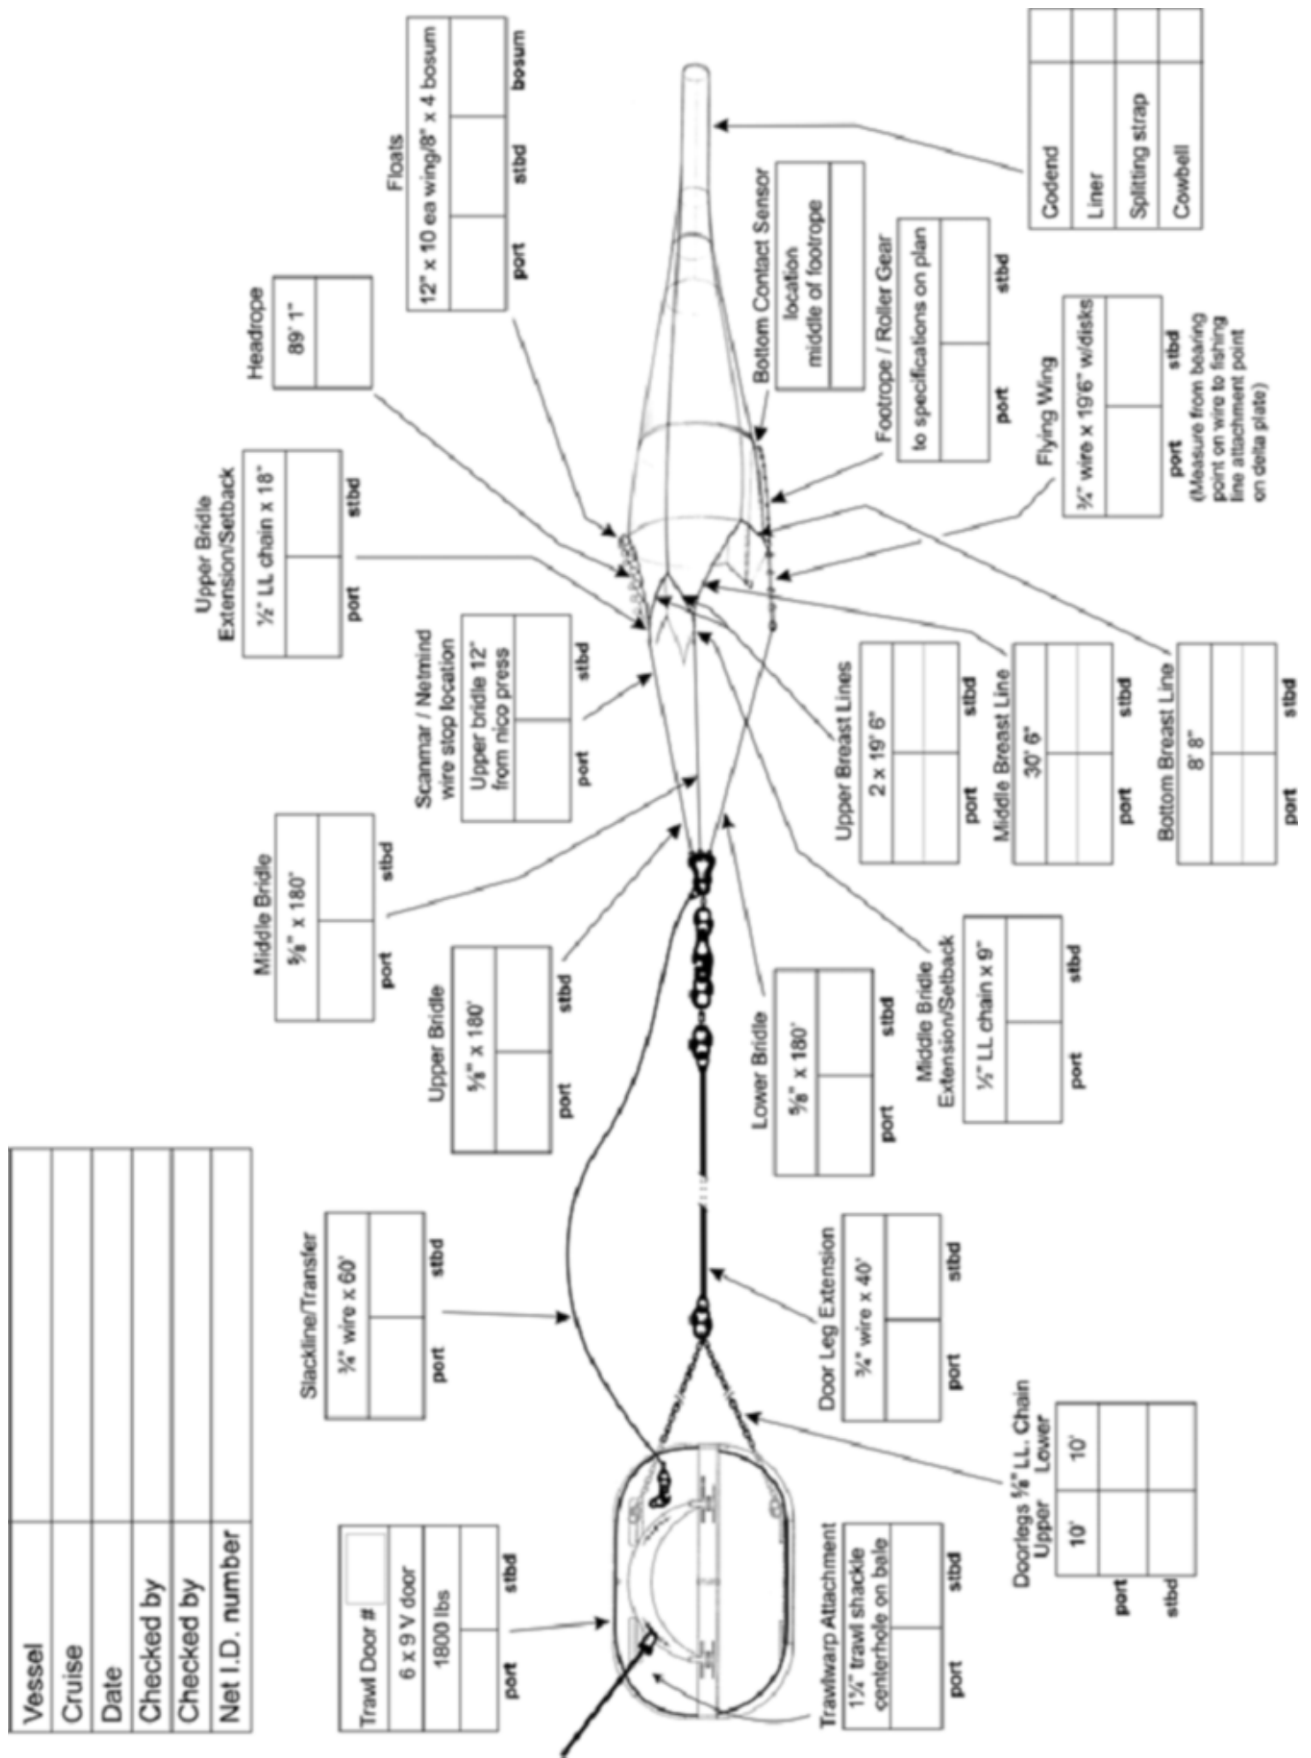 Vessel
Cruise
Date
Checked by
Checked by
Net I.D. number
Trawl Door #
6 x 9 V door
1800 lbs
port stbd
Slackline/Transfer
¾" wire x 60'
port stbd
Middle Bridle
⅝" x 180'
port stbd
Upper Bridle
⅝" x 180'
port stbd
Upper Bridle
Extension/Setback
½" LL chain x 18"
port stbd
Headrope
89' 1"
Floats
12" x 10 ea wing/8" x 4 bosum
port stbd bosum
Scanmar / Netmind
wire stop location
Upper bridle 12"
from nico press
port stbd
Trawlwarp Attachment
1¼" trawl shackle
centerhole on bale
port stbd
Doorlegs ⅝" LL. Chain
Upper Lower
10' 10'
port
stbd
Door Leg Extension
¾" wire x 40'
port stbd
Lower Bridle
⅝" x 180'
port stbd
Middle Bridle
Extension/Setback
½" LL chain x 9"
port stbd
Upper Breast Lines
2 x 19' 6"
port stbd
Middle Breast Line
30' 6"
port stbd
Bottom Breast Line
8' 8"
port stbd
Bottom Contact Sensor
location
middle of footrope
Footrope / Roller Gear
to specifications on plan
port stbd
Flying Wing
¾" wire x 19'6" w/disks
port stbd
(Measure from bearing
point on wire to fishing
line attachment point
on delta plate)
Codend
Liner
Splitting strap
Cowbell